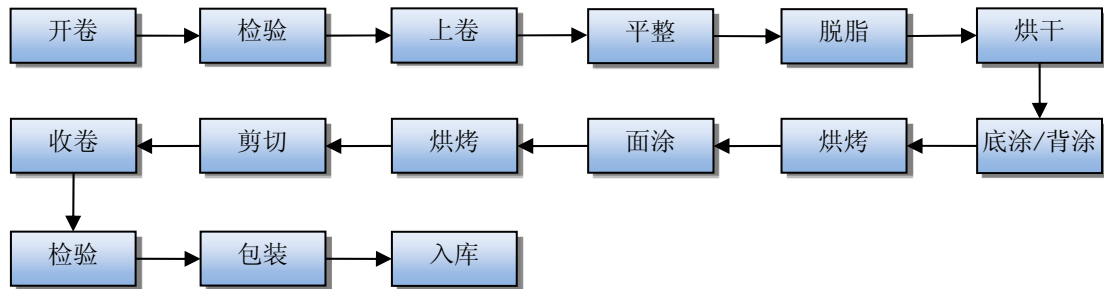 开卷 检验 上卷 平整 脱脂 烘干
收卷 剪切 烘烤 面涂 烘烤 底涂/背涂
检验 包装 入库